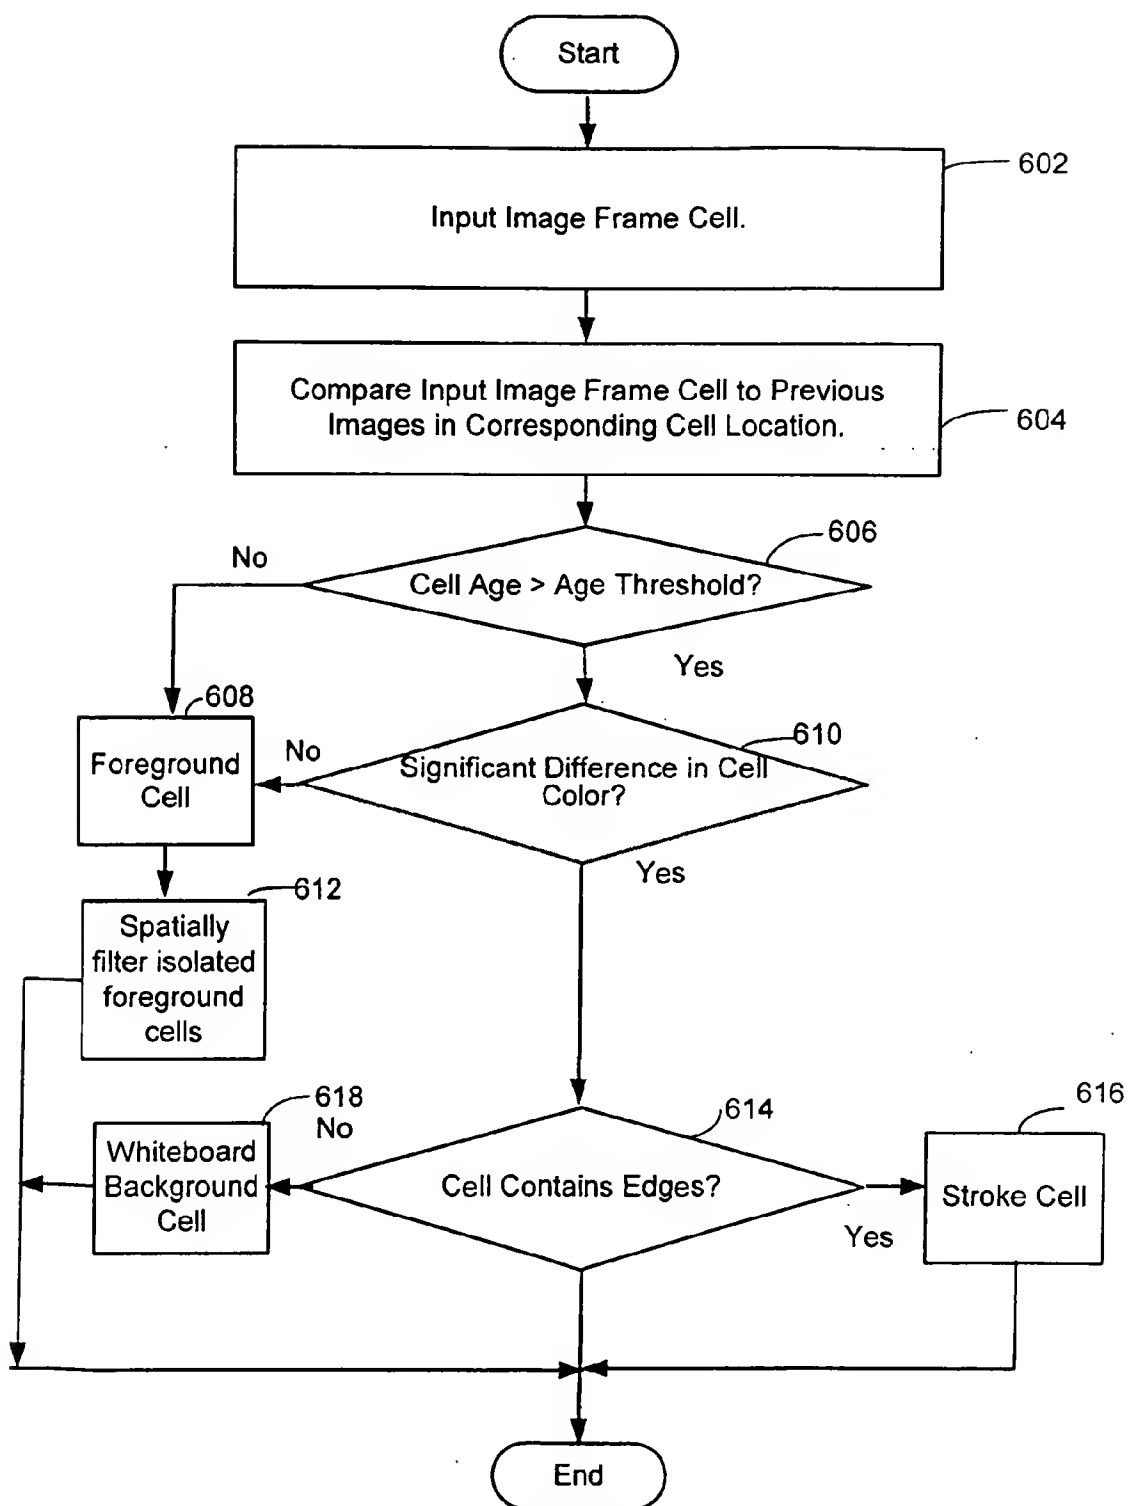 Start
602
Input Image Frame Cell.
Compare Input Image Frame Cell to Previous
Images in Corresponding Cell Location.
604
606
No
Cell Age > Age Threshold?
Yes
608
610
No
Foreground
Cell
Significant Difference in Cell
Color?
Yes
612
Spatially
filter isolated
foreground
cells
618
No
614
616
Whiteboard
Background
Cell
Cell Contains Edges?
Stroke Cell
Yes
End